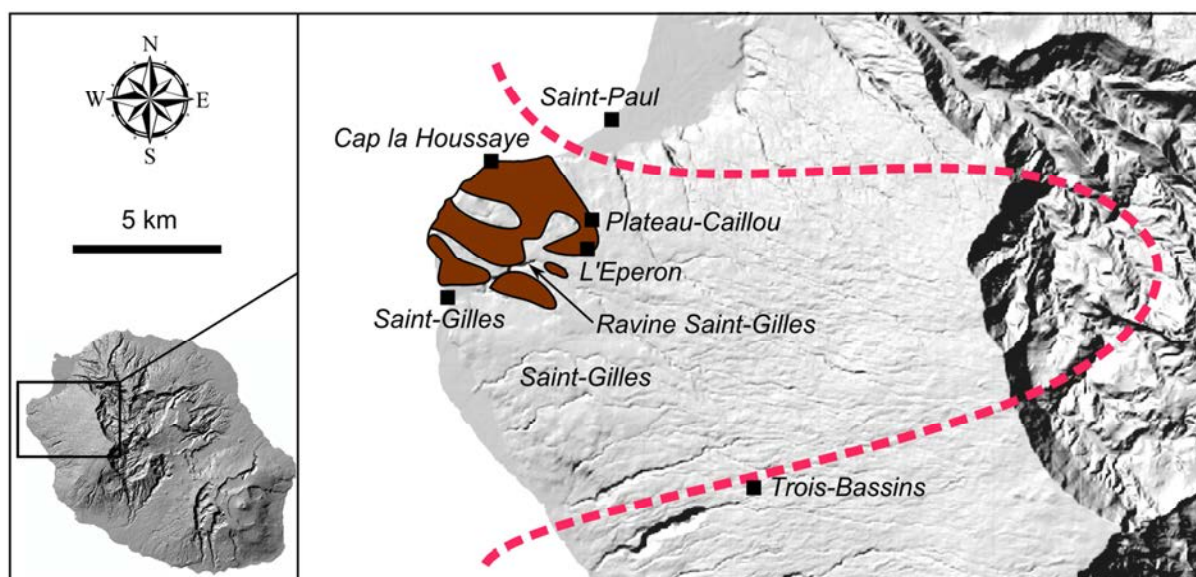 N
W
E
S
5 km
Saint-Paul
Cap la Houssaye
Plateau-Caillou
L'Eperon
Saint-Gilles
Ravine Saint-Gilles
Saint-Gilles
Trois-Bassins